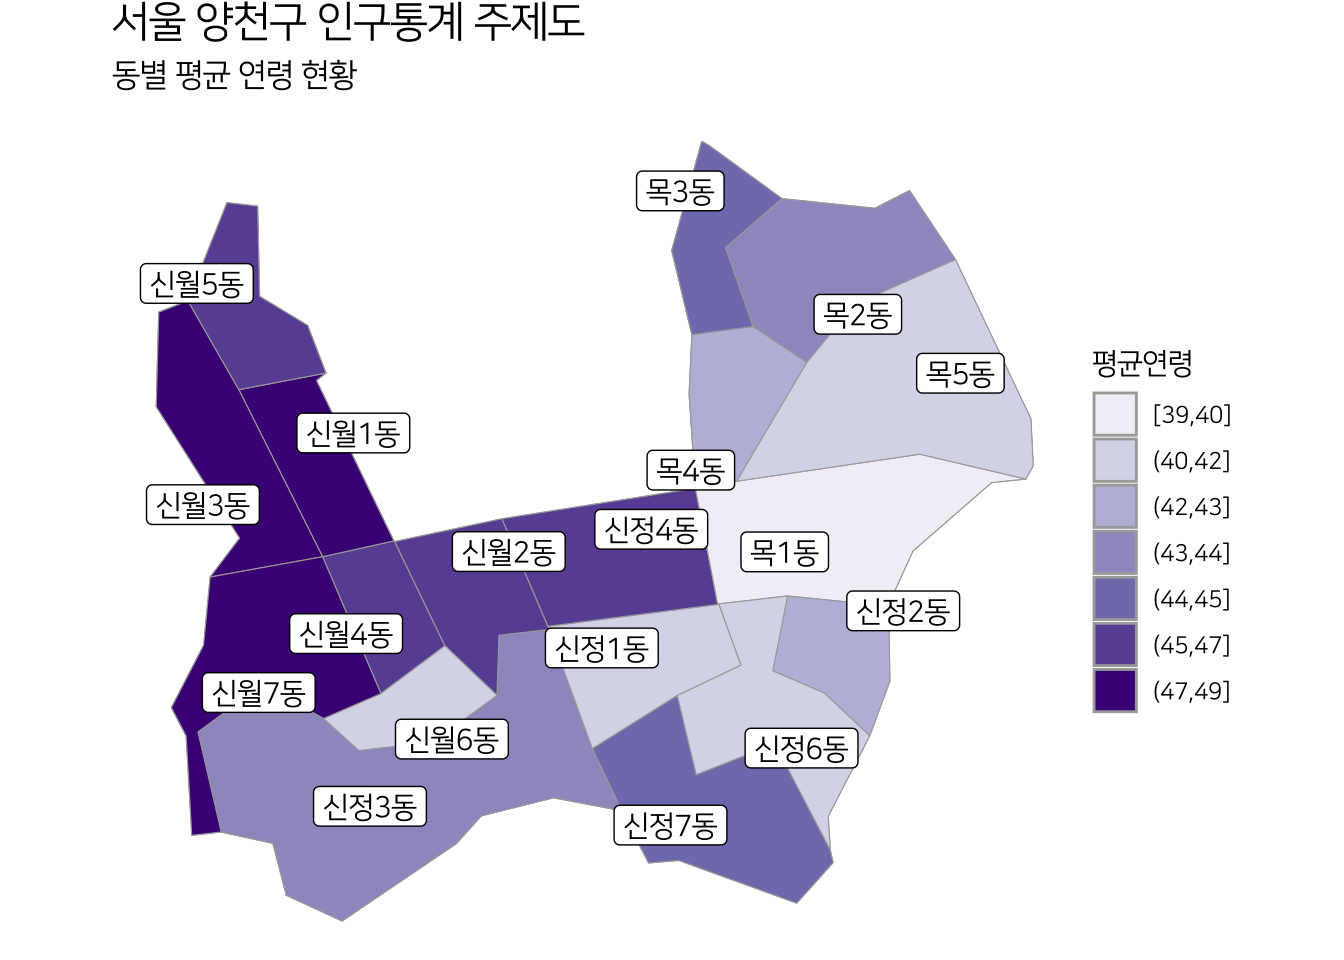 서울 양천구 인구통계 주제도
동별 평균 연령 현황
목3동
신월5동
목2동
목5동
신월1동
목4동
신월3동
신정4동
신월2동
목1동
신정2동
신월4동
신정1동
신월7동
신월6동
신정6동
신정3동
신정7동
평균연령
[39,40]
(40,42]
(42,43]
(43,44]
(44,45]
(45,47]
(47,49]